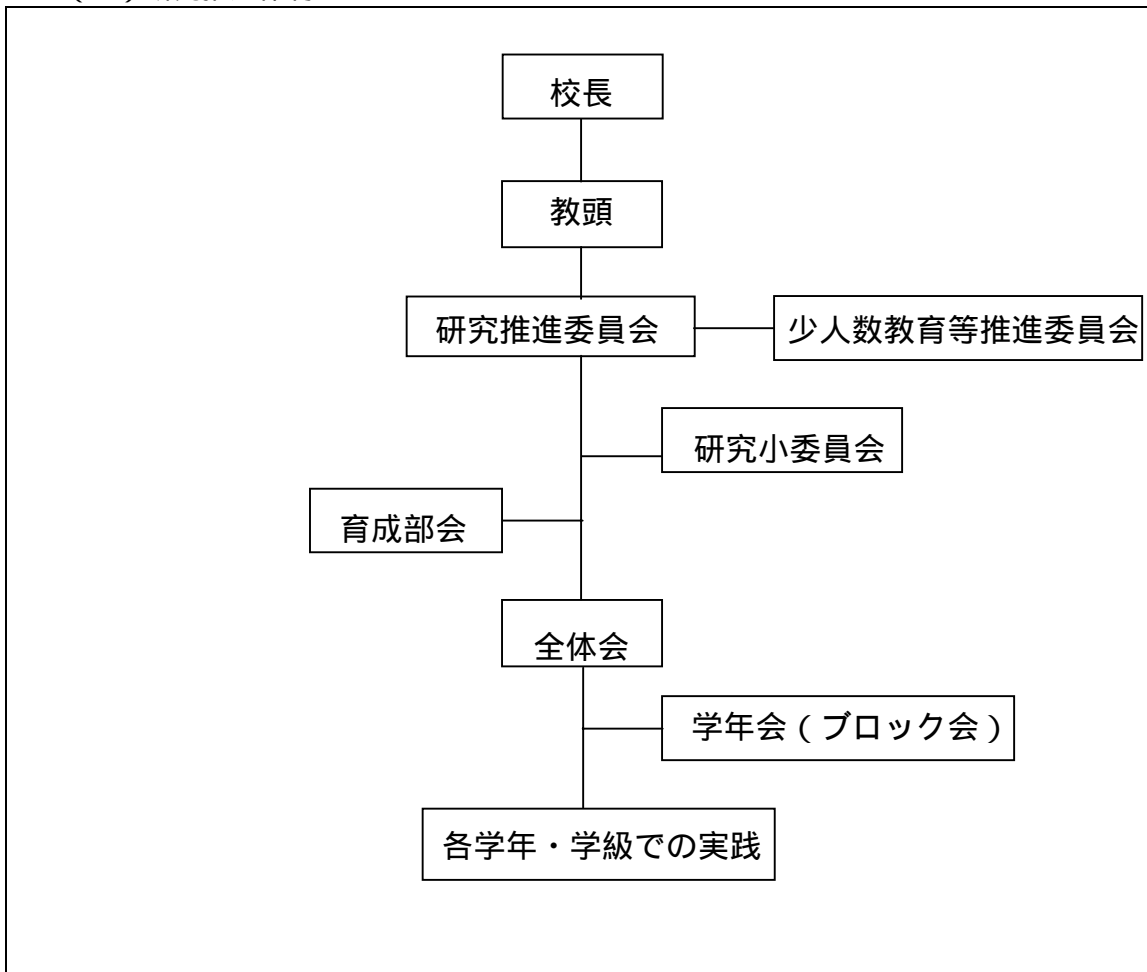 校長
教頭
研究推進委員会
少人数教育等推進委員会
研究小委員会
育成部会
全体会
学年会(ブロック会)
各学年・学級での実践